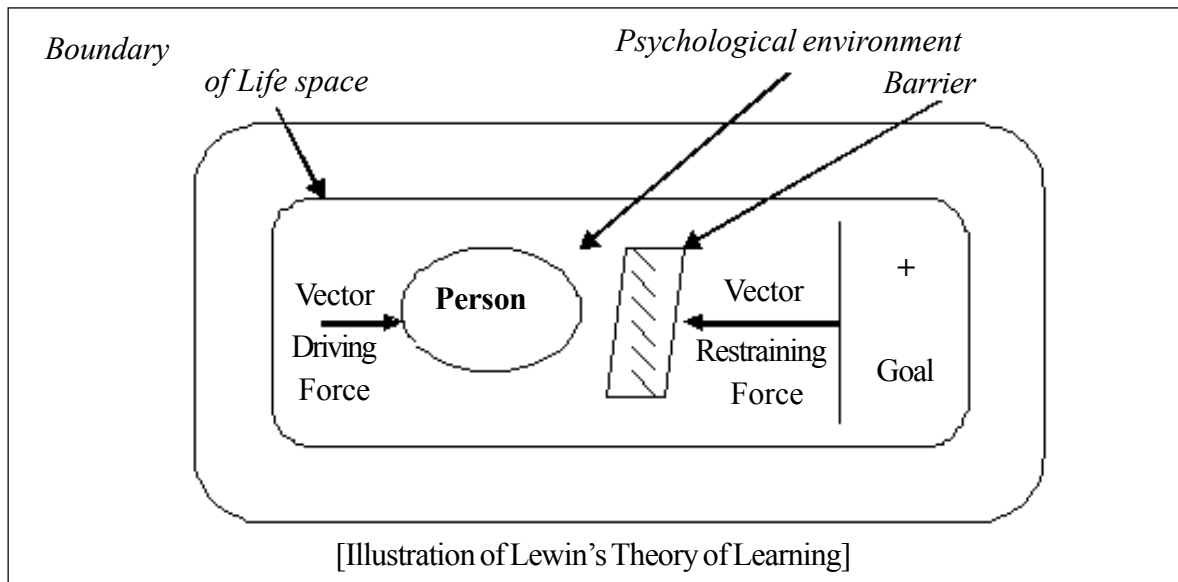 Boundary
of Life space
Psychological environment
Barrier
Vector
Driving
Force
Person
Vector
Restraining
Force
+
Goal
[Illustration of Lewin's Theory of Learning]